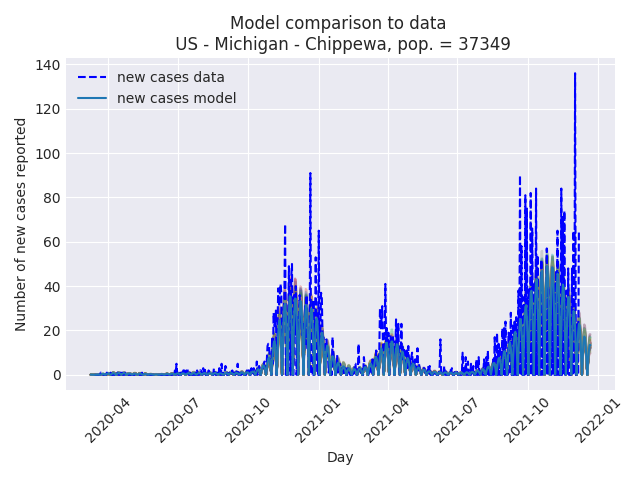 Model comparison to data
US - Michigan - Chippewa, pop. = 37349
new cases data
new cases model
Number of new cases reported
140
120
100
80
60
40
20
0
2020-04
2020-07
2020-10
2021-01
2021-04
2021-07
2021-10
2022-01
Day